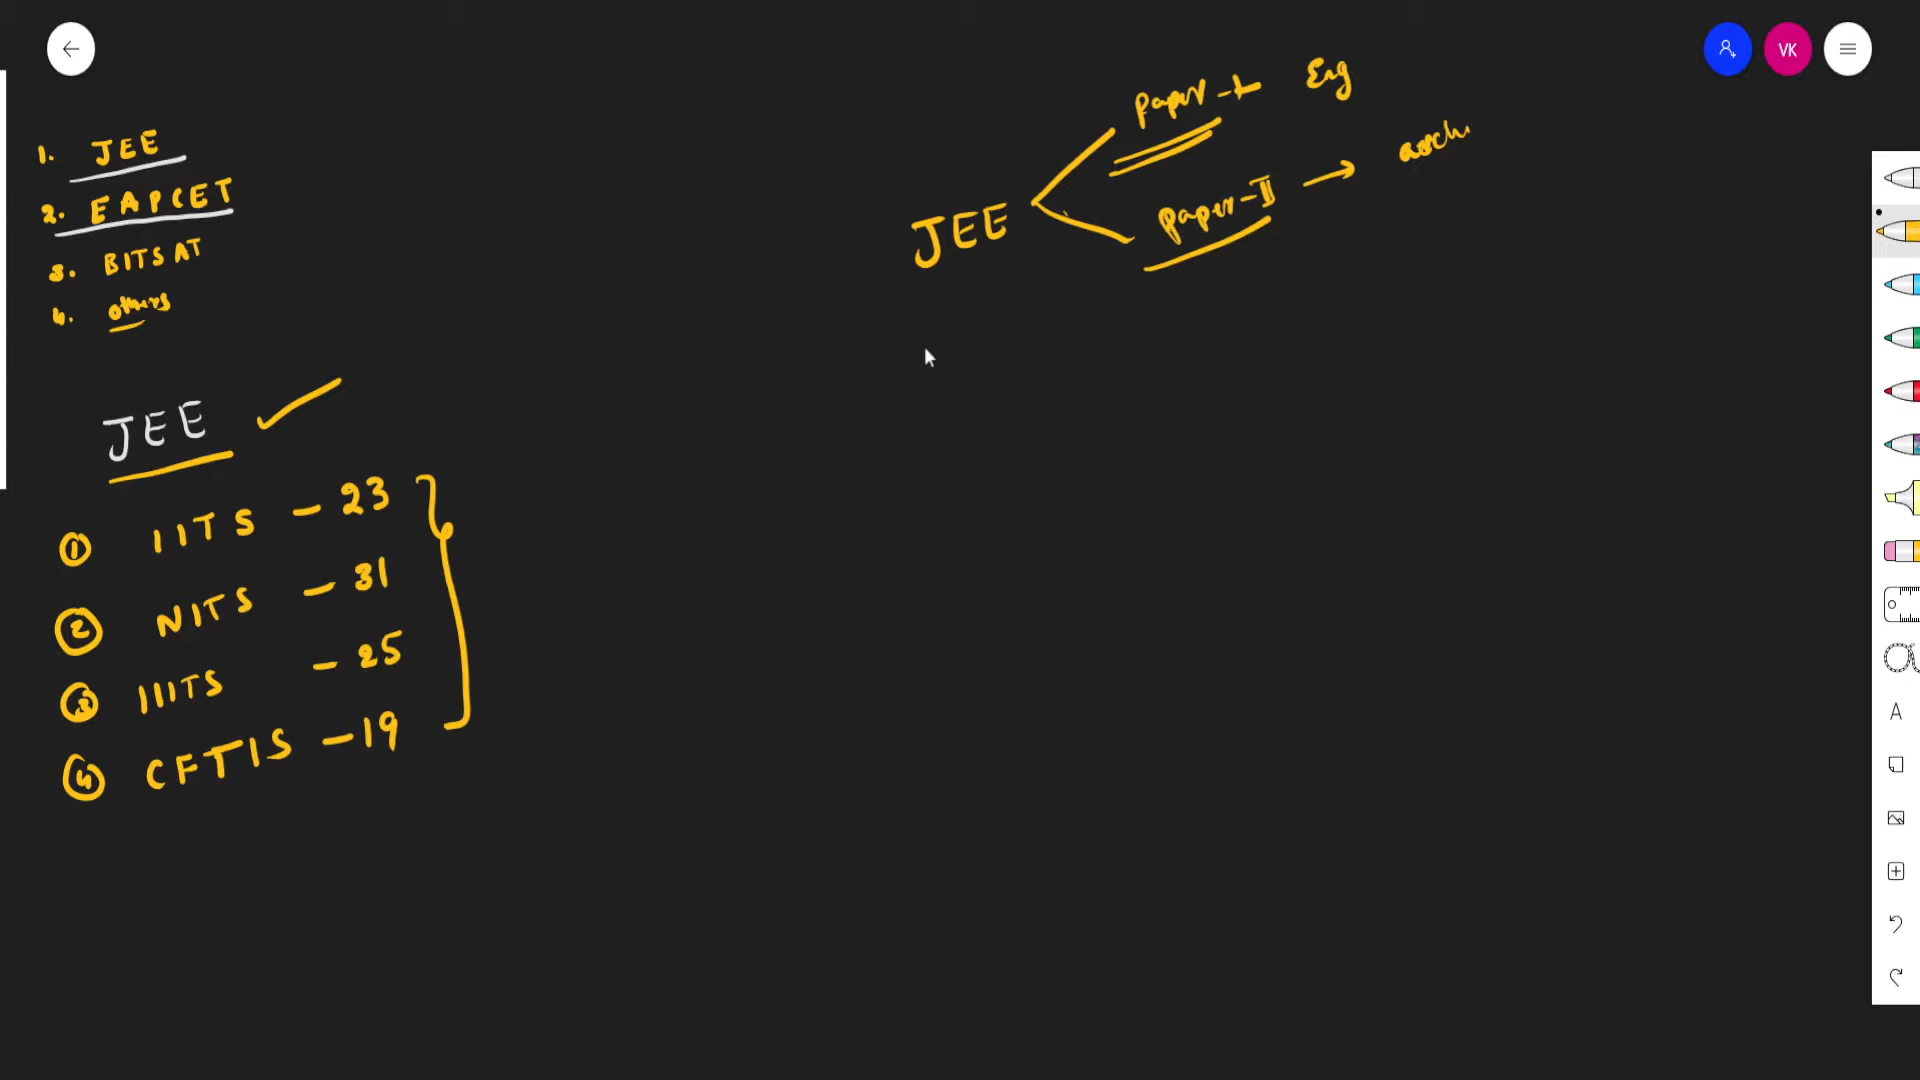 VK
1. JEE
2. EAPCET
3. BITSAT
4. others
JEE
① IITS - 23
② NITS - 31
③ IIITS - 25
④ CFTIS - 19
Paper - I Eng
JEE
Paper - II → arch.
A